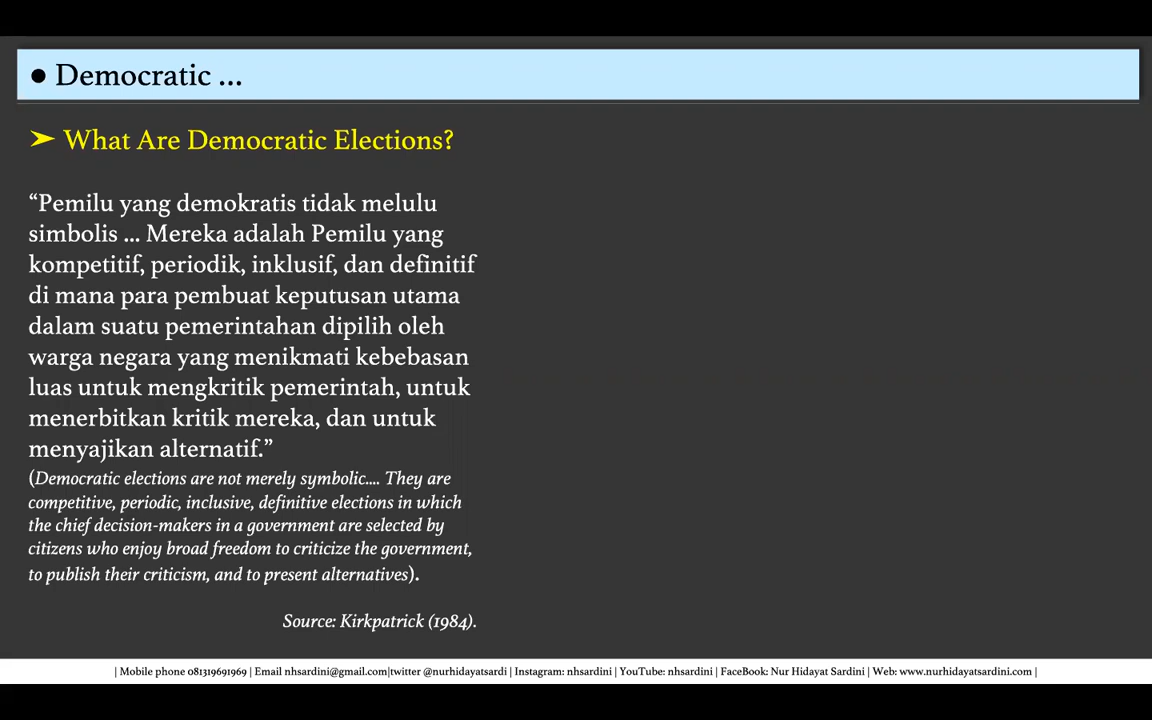 ● Democratic ...
➤ What Are Democratic Elections?
“Pemilu yang demokratis tidak melulu
simbolis ... Mereka adalah Pemilu yang
kompetitif, periodik, inklusif, dan definitif
di mana para pembuat keputusan utama
dalam suatu pemerintahan dipilih oleh
warga negara yang menikmati kebebasan
luas untuk mengkritik pemerintah, untuk
menerbitkan kritik mereka, dan untuk
menyajikan alternatif.”
(Democratic elections are not merely symbolic.... They are
competitive, periodic, inclusive, definitive elections in which
the chief decision-makers in a government are selected by
citizens who enjoy broad freedom to criticize the government,
to publish their criticism, and to present alternatives).
Source: Kirkpatrick (1984).
| Mobile phone 081319691969 | Email nhsardini@gmail.com|twitter @nurhidayatsardi | Instagram: nhsardini | YouTube: nhsardini | FaceBook: Nur Hidayat Sardini | Web: www.nurhidayatsardini.com |